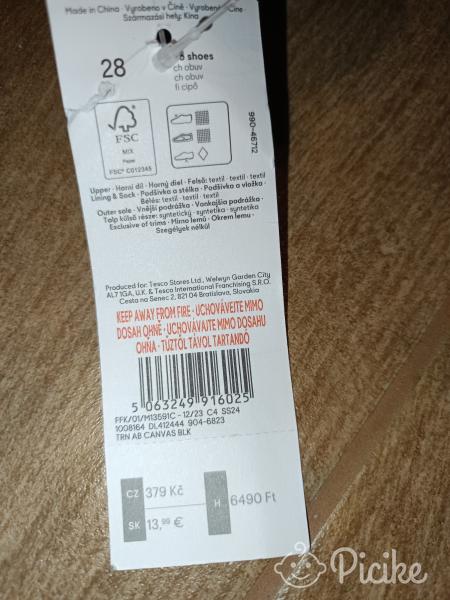 Made in China · Vyrobeno v Číně · Vyrobené v Číne
Származási hely: Kína
28
shoes
ch obuv
ch obuv
fi cipő
FSC
MIX
Paper
FSC® C012345
990-46712
Upper · Horní díl · Horný diel · Felső: textil · textil · textil
Lining & Sock · Podšívka a stélka · Podšívka a vložka ·
Bélés: textil · textil · textil
Outer sole · Vnější podrážka · Vonkajšia podrážka ·
Talp külső része: syntetický · syntetika · syntetika
Exclusive of trims · Mimo lemů · Okrem lemu ·
Szegélyek nélkül
Produced for: Tesco Stores Ltd., Welwyn Garden City
AL7 1GA, U.K. & Tesco International Franchising S.R.O.
Cesta na Senec 2, 821 04 Bratislava, Slovakia
KEEP AWAY FROM FIRE · UCHOVÁVEJTE MIMO
DOSAH OHNĚ · UCHOVÁVAJTE MIMO DOSAHU
OHŇA · TŰZTŐL TÁVOL TARTANDÓ
5 063249 916025
FFK/01/M13591C - 12/23 C4 SS24
1008164 DL412444 904-6823
TRN AB CANVAS BLK
CZ 379 Kč
SK 13,99 €
H 6490 Ft
Picike